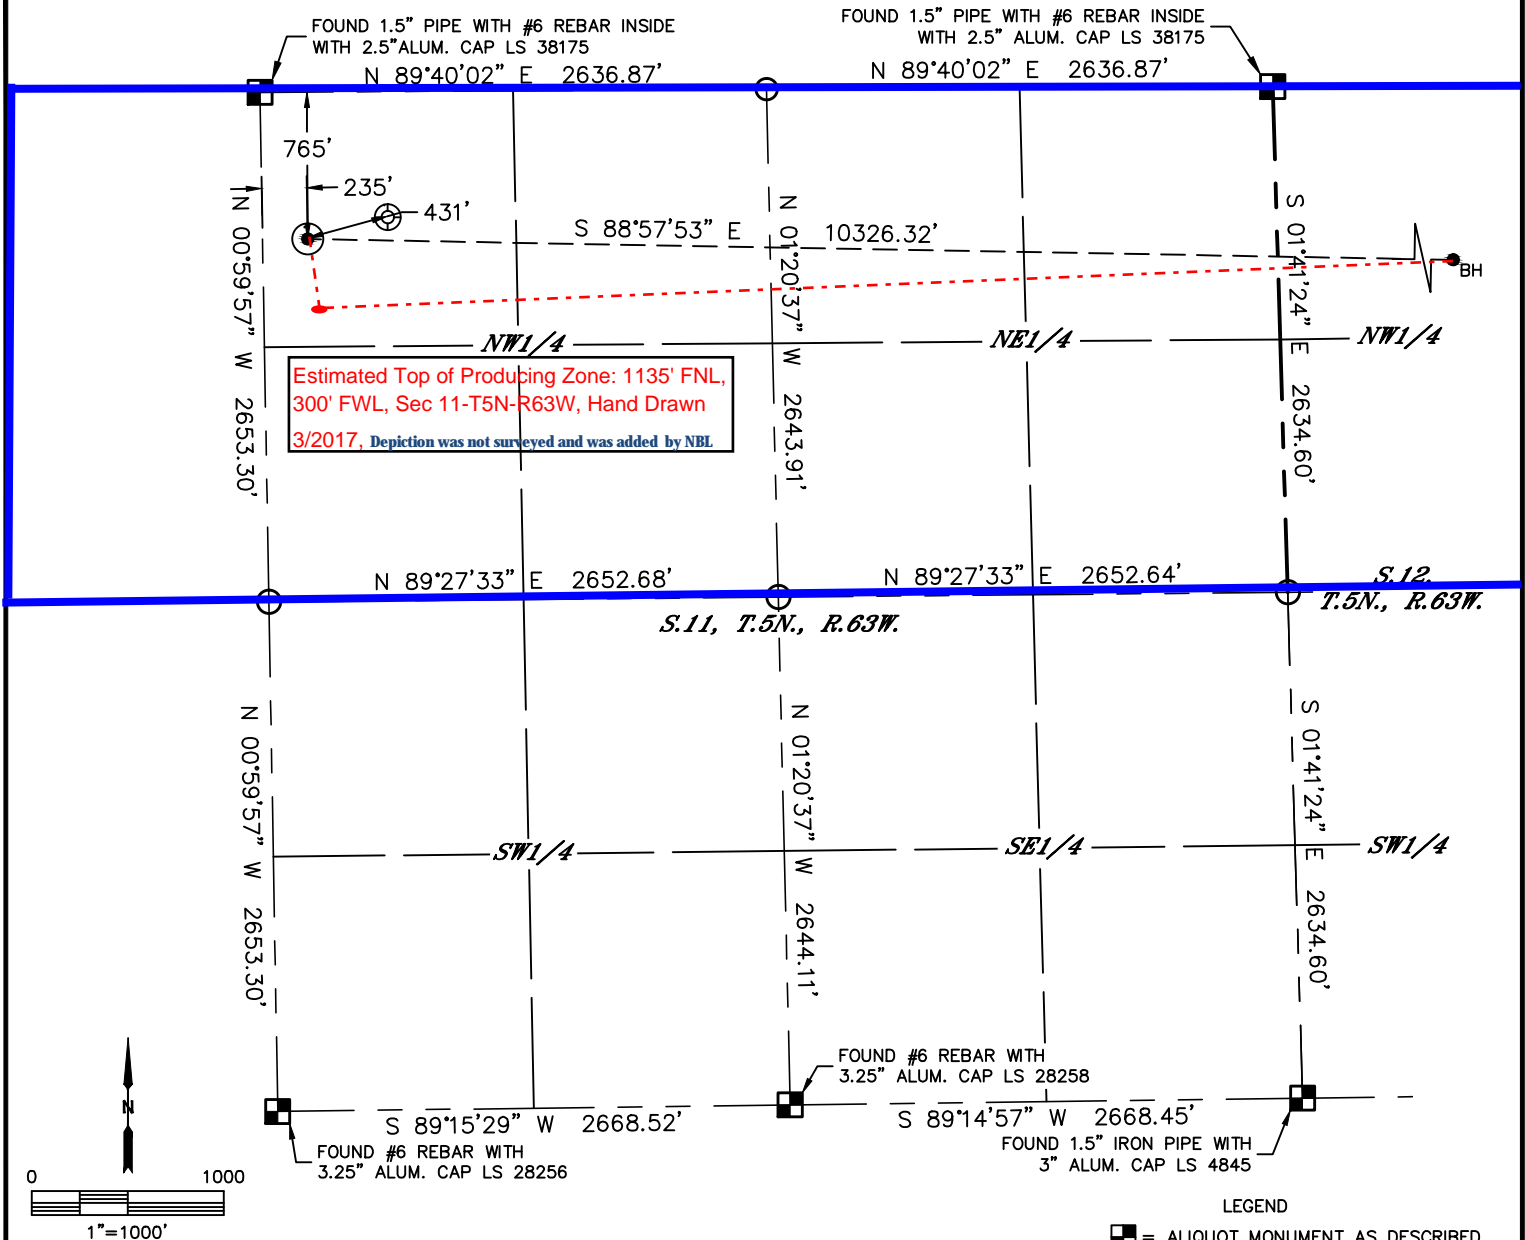 FOUND 1.5" PIPE WITH #6 REBAR INSIDE
WITH 2.5"ALUM. CAP LS 38175
FOUND 1.5" PIPE WITH #6 REBAR INSIDE
WITH 2.5" ALUM. CAP LS 38175
N 89°40'02" E 2636.87'
N 89°40'02" E 2636.87'
765'
235'
431'
S 88°57'53" E 10326.32'
BH
N 00°59'57" W 2653.30'
N 01°20'37" W 2643.91'
S 01°41'24" E 2634.60'
NW1/4
NE1/4
NW1/4
Estimated Top of Producing Zone: 1135' FNL,
300' FWL, Sec 11-T5N-R63W, Hand Drawn
3/2017, Depiction was not surveyed and was added by NBL
N 89°27'33" E 2652.68'
N 89°27'33" E 2652.64'
S.12,
T.5N., R.63W.
S.11, T.5N., R.63W.
N 00°59'57" W 2653.30'
N 01°20'37" W 2644.11'
S 01°41'24" E 2634.60'
SW1/4
SE1/4
SW1/4
FOUND #6 REBAR WITH
3.25" ALUM. CAP LS 28258
S 89°15'29" W 2668.52'
S 89°14'57" W 2668.45'
FOUND #6 REBAR WITH
3.25" ALUM. CAP LS 28256
FOUND 1.5" IRON PIPE WITH
3" ALUM. CAP LS 4845
N
0 1000
1"=1000'
LEGEND
= ALIQUOT MONUMENT AS DESCRIBED